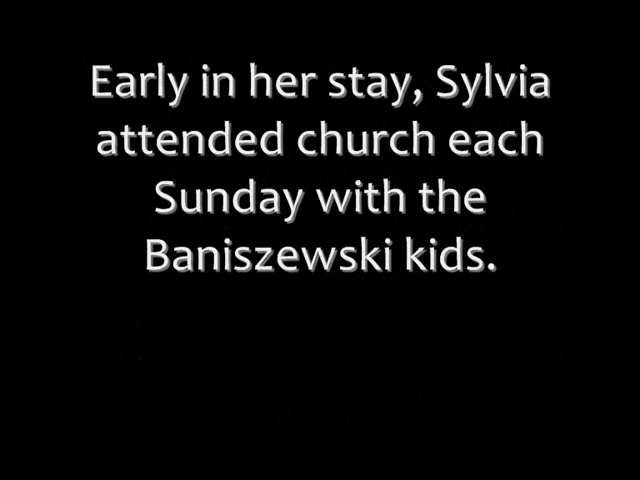 Early in her stay, Sylvia
attended church each
Sunday with the
Baniszewski kids.